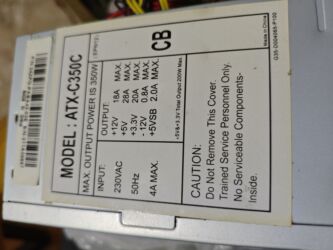 MODEL : ATX-C350C
CB
MAX. OUTPUT POWER IS 350W
INPUT:
230VAC
50Hz
4A MAX.
OUTPUT:
+12V 18A MAX.
+5V 28A MAX.
+3.3V 20A MAX.
-12V 0.8A MAX.
+5VSB 2.0A MAX.
CAUTION:
Do Not Remove This Cover.
Trained Service Personnel Only.
No Serviceable Components-
Inside.
Made in China